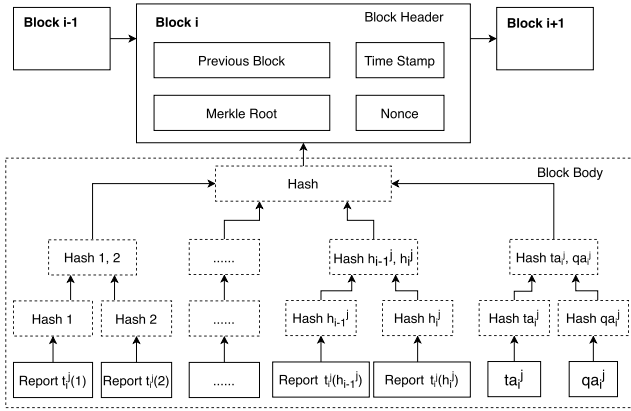 Block i-1
Block i
Block Header
Block i+1
Previous Block
Time Stamp
Merkle Root
Nonce
Block Body
Hash
Hash 1, 2
......
Hash h_{i-1}^j, h_i^j
Hash ta_i^j, qa_i^j
Hash 1
Hash 2
......
Hash h_{i-1}^j
Hash h_i^j
Hash ta_i^j
Hash qa_i^j
Report t_i^j(1)
Report t_i^j(2)
......
Report t_i^j(h_{i-1}^j)
Report t_i^j(h_i^j)
ta_i^j
qa_i^j